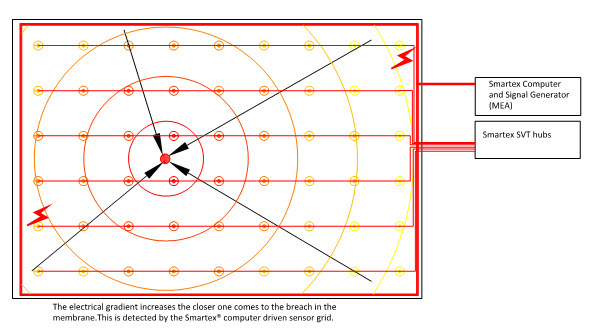 Smartex Computer
and Signal Generator
(MEA)
Smartex SVT hubs
The electrical gradient increases the closer one comes to the breach in the
membrane.This is detected by the Smartex® computer driven sensor grid.